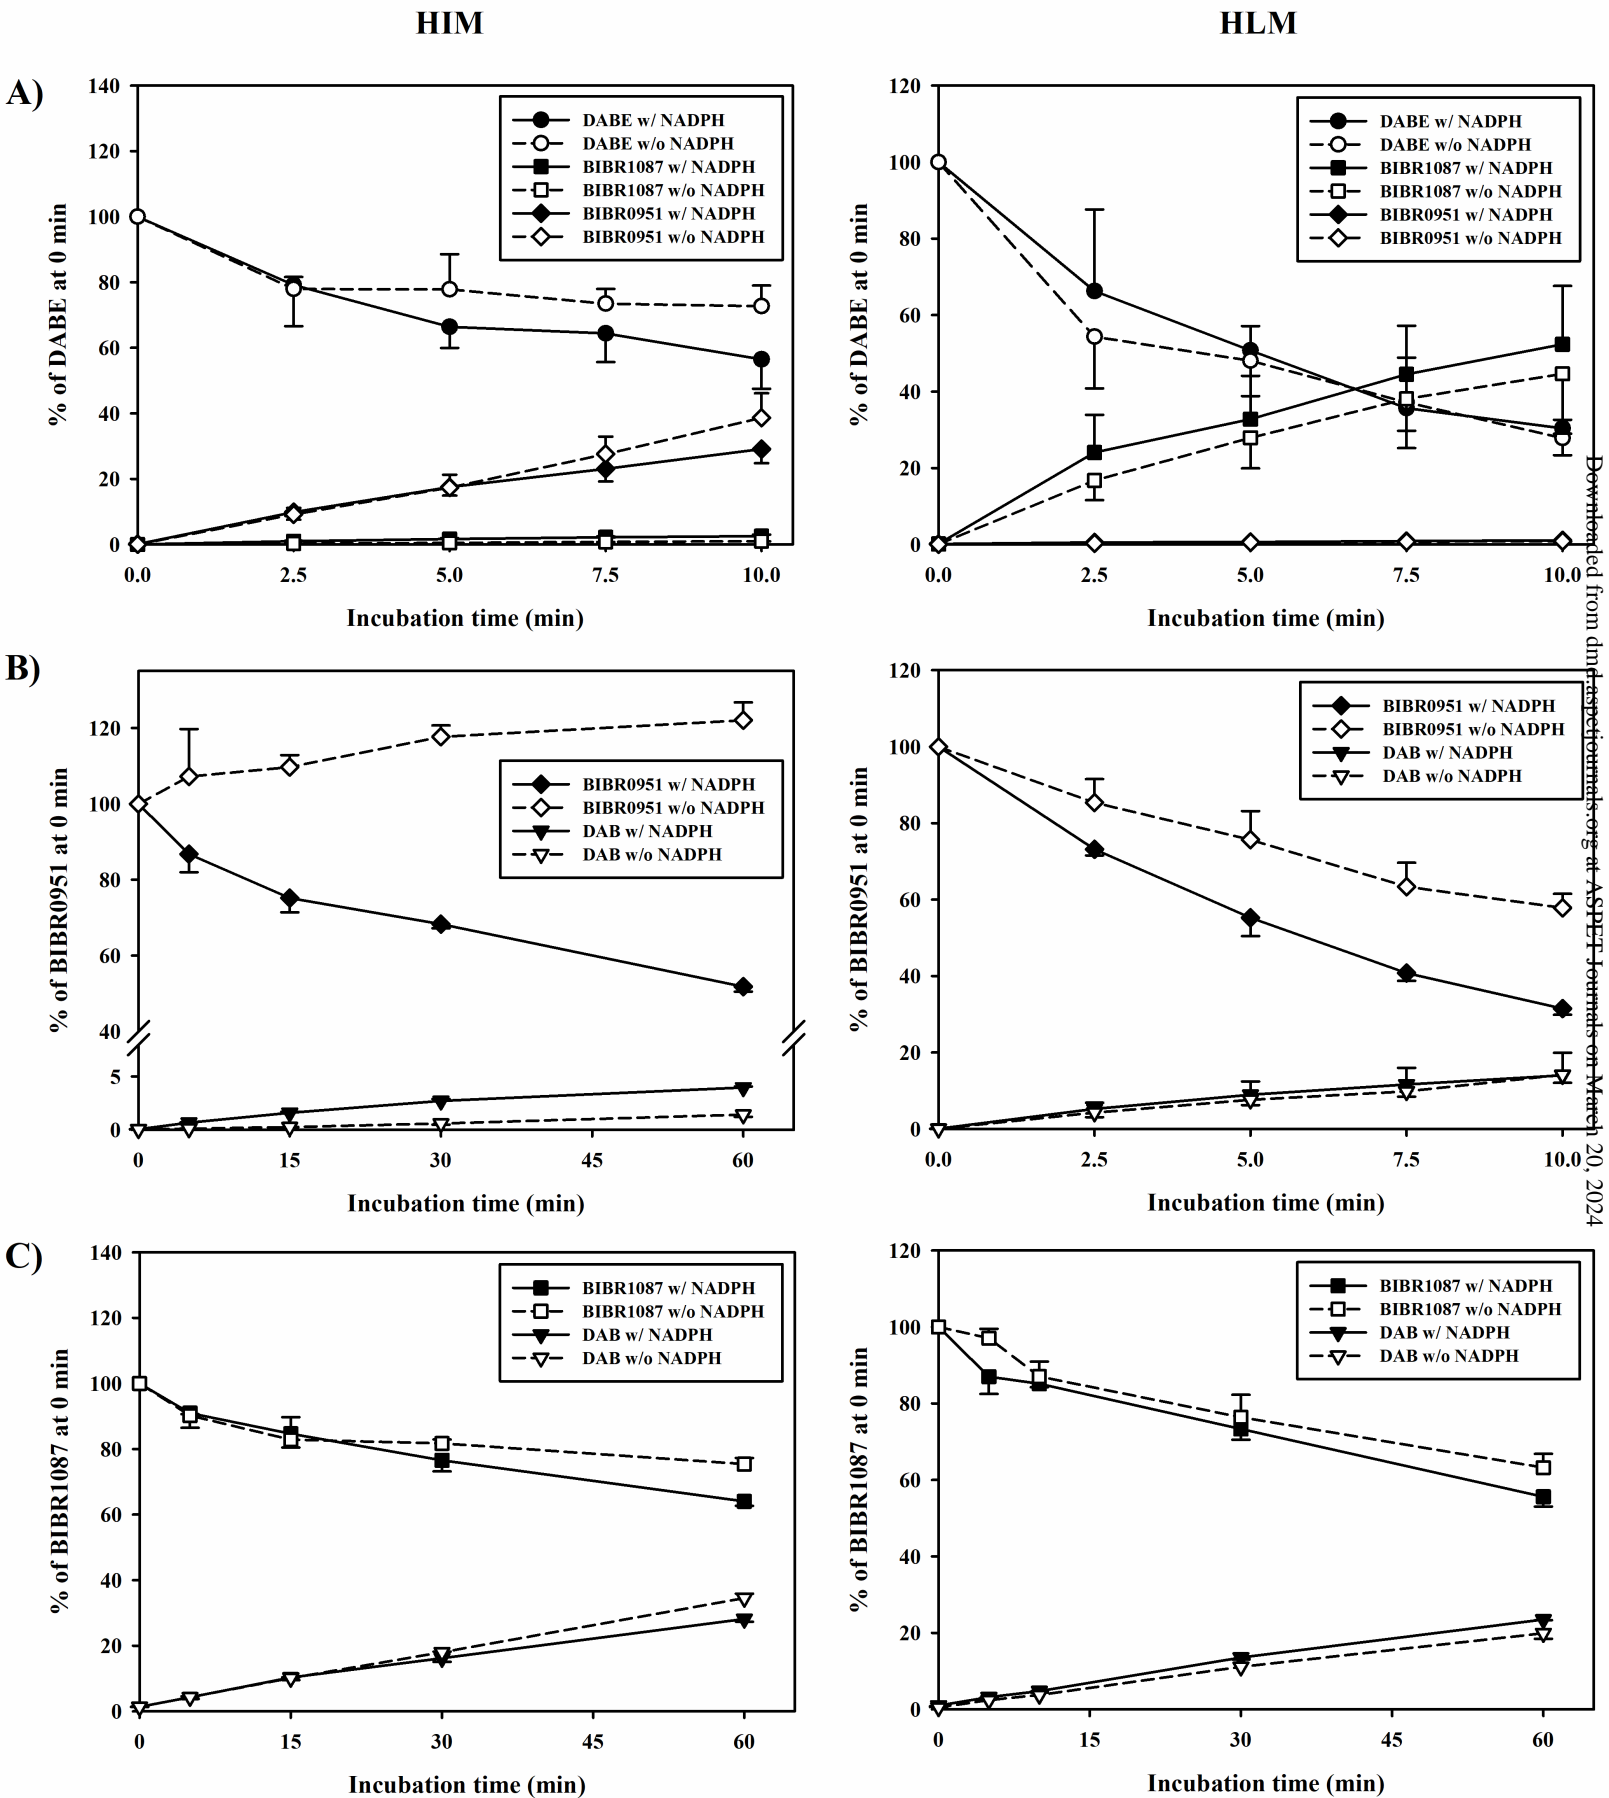 HIM
HLM
A)
140
120
100
80
60
40
20
0
% of DABE at 0 min
DABE w/ NADPH
DABE w/o NADPH
BIBR1087 w/ NADPH
BIBR1087 w/o NADPH
BIBR0951 w/ NADPH
BIBR0951 w/o NADPH
0.0 2.5 5.0 7.5 10.0
Incubation time (min)
120
100
80
60
40
20
0
% of DABE at 0 min
DABE w/ NADPH
DABE w/o NADPH
BIBR1087 w/ NADPH
BIBR1087 w/o NADPH
BIBR0951 w/ NADPH
BIBR0951 w/o NADPH
0.0 2.5 5.0 7.5 10.0
Incubation time (min)
B)
120
100
80
60
40
5
0
% of BIBR0951 at 0 min
BIBR0951 w/ NADPH
BIBR0951 w/o NADPH
DAB w/ NADPH
DAB w/o NADPH
0 15 30 45 60
Incubation time (min)
120
100
80
60
40
20
0
% of BIBR0951 at 0 min
BIBR0951 w/ NADPH
BIBR0951 w/o NADPH
DAB w/ NADPH
DAB w/o NADPH
0.0 2.5 5.0 7.5 10.0
Incubation time (min)
C)
140
120
100
80
60
40
20
0
% of BIBR1087 at 0 min
BIBR1087 w/ NADPH
BIBR1087 w/o NADPH
DAB w/ NADPH
DAB w/o NADPH
0 15 30 45 60
Incubation time (min)
120
100
80
60
40
20
0
% of BIBR1087 at 0 min
BIBR1087 w/ NADPH
BIBR1087 w/o NADPH
DAB w/ NADPH
DAB w/o NADPH
0 15 30 45 60
Incubation time (min)
Downloaded from dmd.aspetjournals.org at ASPET Journals on March 20, 2024